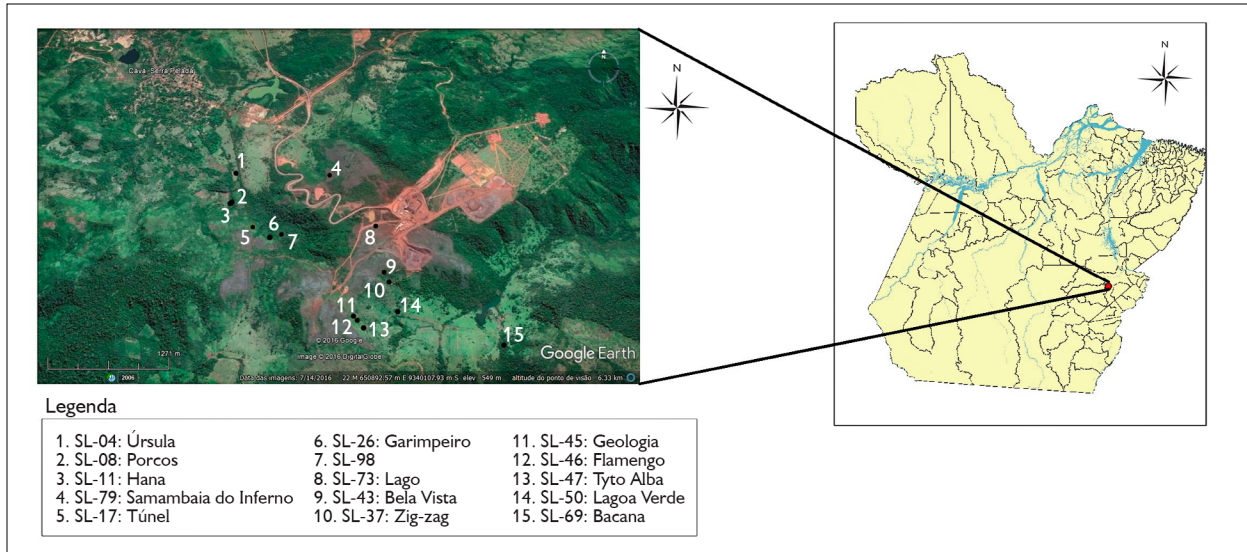 Cava Serra Pelada
N
N
N
1
2
3
4
5
6
7
8
9
10
11
12
13
14
15
© 2016 Google
image © 2016 DigitalGlobe
Google Earth
1271 m
2006
Data das imagens: 7/14/2016 22 M 650892.57 m E 9340107.93 m S elev 549 m altitude do ponto de visão 6.33 km
Legenda
1. SL-04: Úrsula
2. SL-08: Porcos
3. SL-11: Hana
4. SL-79: Samambaia do Inferno
5. SL-17: Túnel
6. SL-26: Garimpeiro
7. SL-98
8. SL-73: Lago
9. SL-43: Bela Vista
10. SL-37: Zig-zag
11. SL-45: Geologia
12. SL-46: Flamengo
13. SL-47: Tyto Alba
14. SL-50: Lagoa Verde
15. SL-69: Bacana